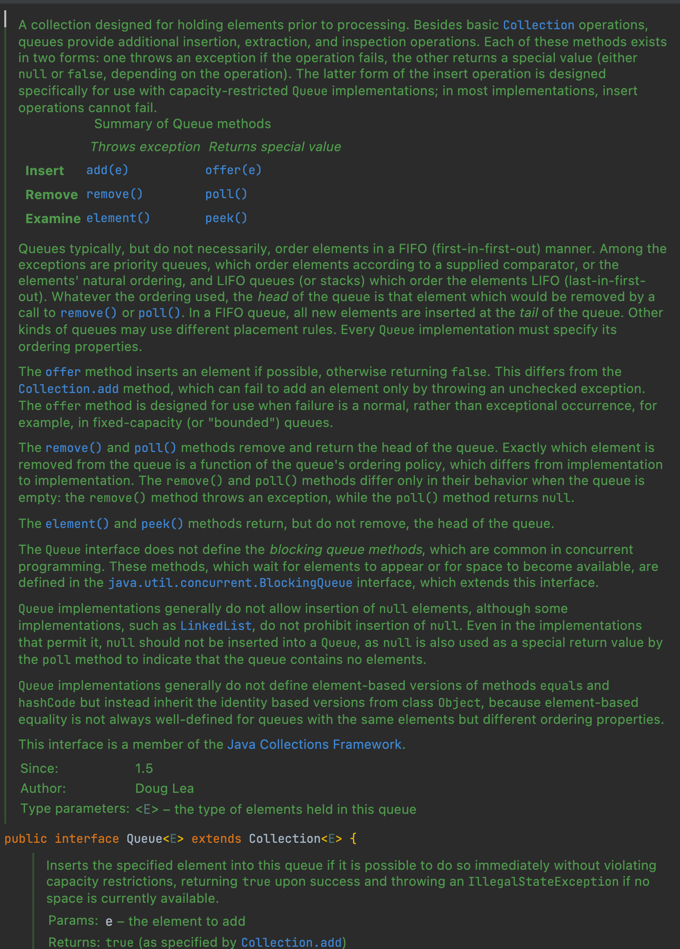 A collection designed for holding elements prior to processing. Besides basic Collection operations,
queues provide additional insertion, extraction, and inspection operations. Each of these methods exists
in two forms: one throws an exception if the operation fails, the other returns a special value (either
null or false, depending on the operation). The latter form of the insert operation is designed
specifically for use with capacity-restricted Queue implementations; in most implementations, insert
operations cannot fail.
Summary of Queue methods
Throws exception Returns special value
Insert add(e) offer(e)
Remove remove() poll()
Examine element() peek()
Queues typically, but do not necessarily, order elements in a FIFO (first-in-first-out) manner. Among the
exceptions are priority queues, which order elements according to a supplied comparator, or the
elements' natural ordering, and LIFO queues (or stacks) which order the elements LIFO (last-in-first-
out). Whatever the ordering used, the head of the queue is that element which would be removed by a
call to remove() or poll(). In a FIFO queue, all new elements are inserted at the tail of the queue. Other
kinds of queues may use different placement rules. Every Queue implementation must specify its
ordering properties.
The offer method inserts an element if possible, otherwise returning false. This differs from the
Collection.add method, which can fail to add an element only by throwing an unchecked exception.
The offer method is designed for use when failure is a normal, rather than exceptional occurrence, for
example, in fixed-capacity (or "bounded") queues.
The remove() and poll() methods remove and return the head of the queue. Exactly which element is
removed from the queue is a function of the queue's ordering policy, which differs from implementation
to implementation. The remove() and poll() methods differ only in their behavior when the queue is
empty: the remove() method throws an exception, while the poll() method returns null.
The element() and peek() methods return, but do not remove, the head of the queue.
The Queue interface does not define the blocking queue methods, which are common in concurrent
programming. These methods, which wait for elements to appear or for space to become available, are
defined in the java.util.concurrent.BlockingQueue interface, which extends this interface.
Queue implementations generally do not allow insertion of null elements, although some
implementations, such as LinkedList, do not prohibit insertion of null. Even in the implementations
that permit it, null should not be inserted into a Queue, as null is also used as a special return value by
the poll method to indicate that the queue contains no elements.
Queue implementations generally do not define element-based versions of methods equals and
hashCode but instead inherit the identity based versions from class Object, because element-based
equality is not always well-defined for queues with the same elements but different ordering properties.
This interface is a member of the Java Collections Framework.
Since: 1.5
Author: Doug Lea
Type parameters: <E> – the type of elements held in this queue
public interface Queue<E> extends Collection<E> {
Inserts the specified element into this queue if it is possible to do so immediately without violating
capacity restrictions, returning true upon success and throwing an IllegalStateException if no
space is currently available.
Params: e – the element to add
Returns: true (as specified by Collection.add)